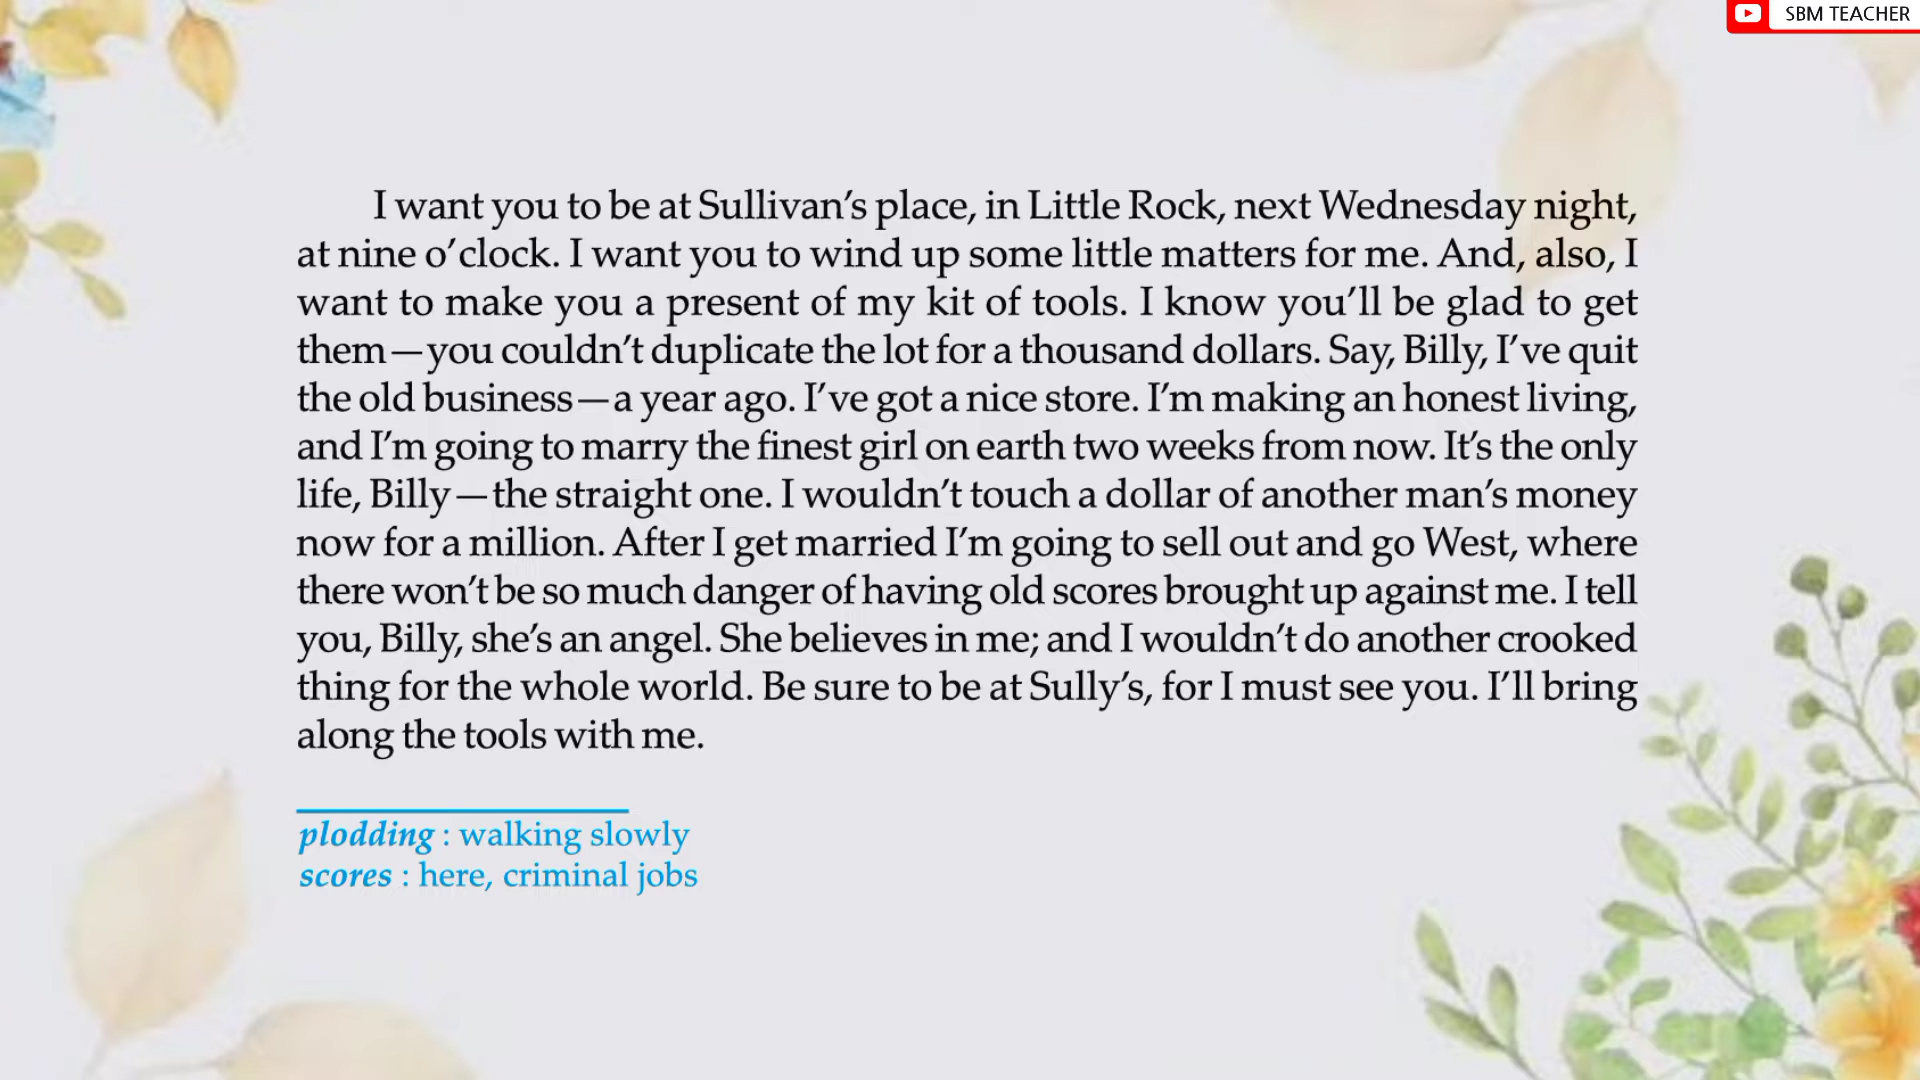 SBM TEACHER
I want you to be at Sullivan’s place, in Little Rock, next Wednesday night,
at nine o’clock. I want you to wind up some little matters for me. And, also, I
want to make you a present of my kit of tools. I know you’ll be glad to get
them—you couldn’t duplicate the lot for a thousand dollars. Say, Billy, I’ve quit
the old business—a year ago. I’ve got a nice store. I’m making an honest living,
and I’m going to marry the finest girl on earth two weeks from now. It’s the only
life, Billy—the straight one. I wouldn’t touch a dollar of another man’s money
now for a million. After I get married I’m going to sell out and go West, where
there won’t be so much danger of having old scores brought up against me. I tell
you, Billy, she’s an angel. She believes in me; and I wouldn’t do another crooked
thing for the whole world. Be sure to be at Sully’s, for I must see you. I’ll bring
along the tools with me.
plodding : walking slowly
scores : here, criminal jobs